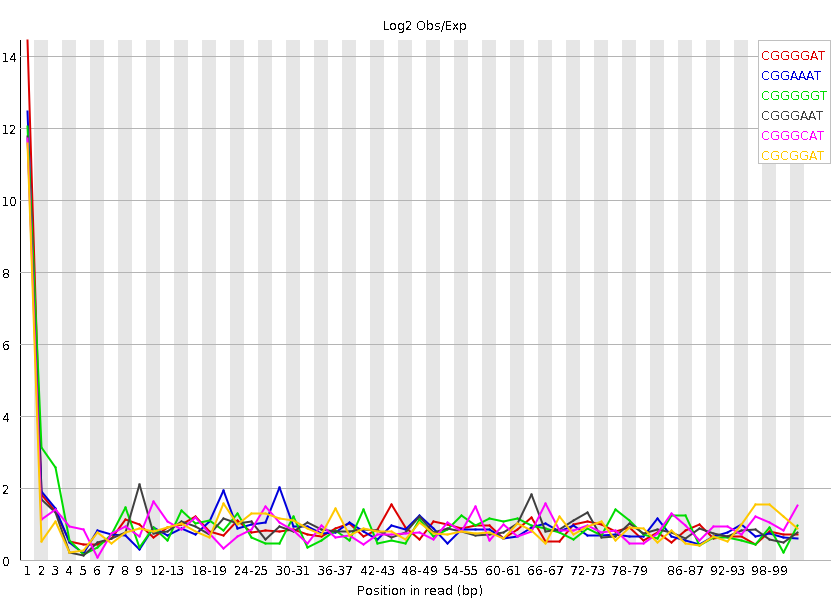 Log2 Obs/Exp
14
12
10
8
6
4
2
0
CGGGGAT
CGGAAAT
CGGGGGT
CGGGAAT
CGGGCAT
CGCGGAT
1 2 3 4 5 6 7 8 9 12-13 18-19 24-25 30-31 36-37 42-43 48-49 54-55 60-61 66-67 72-73 78-79 86-87 92-93 98-99
Position in read (bp)